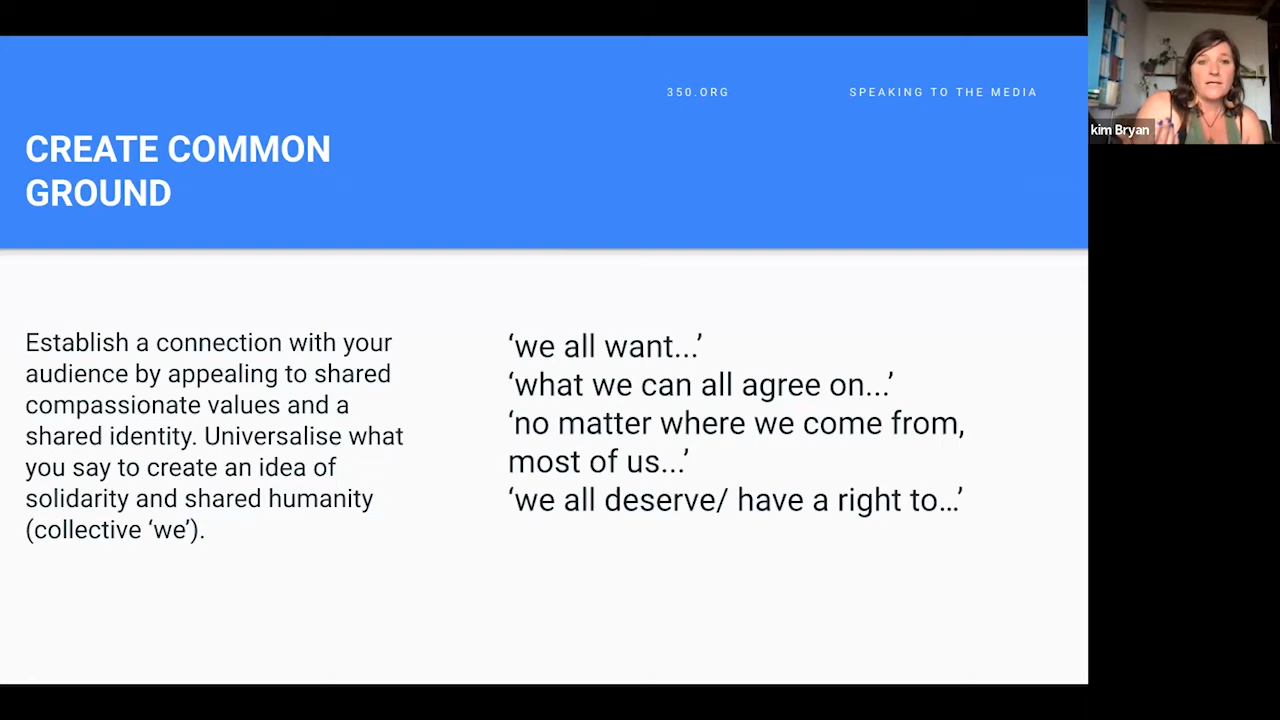 350.ORG
SPEAKING TO THE MEDIA
CREATE COMMON
GROUND
Establish a connection with your
audience by appealing to shared
compassionate values and a
shared identity. Universalise what
you say to create an idea of
solidarity and shared humanity
(collective ‘we’).
‘we all want...’
‘what we can all agree on...’
‘no matter where we come from,
most of us...’
‘we all deserve/ have a right to…’
kim Bryan